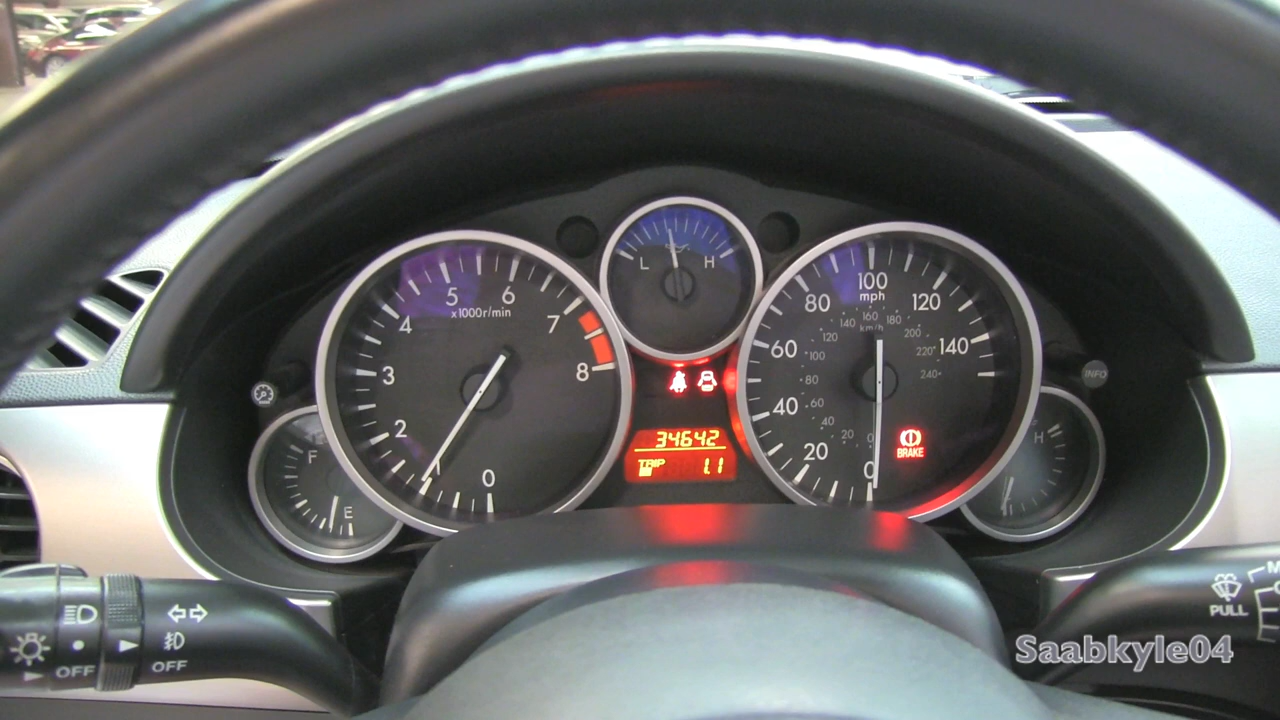 L H
5 6
x1000r/min
4 7
3 8
2
1
0
100
mph
80 120
60 140
40
20
0
160
km/h
140 180
120 200
100 220
80 240
60
40
20
0
BRAKE
34642
TRIP 1.1
F
E
H
INFO
OFF
OFF
PULL
M
Saabkyle04